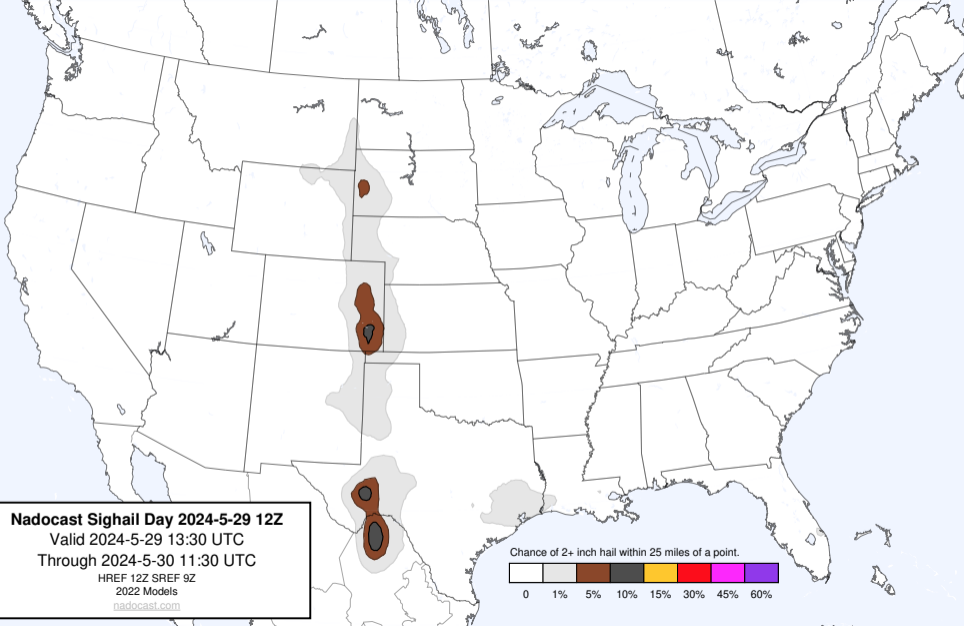 Nadocast Sighail Day 2024-5-29 12Z
Valid 2024-5-29 13:30 UTC
Through 2024-5-30 11:30 UTC
HREF 12Z SREF 9Z
2022 Models
nadocast.com
Chance of 2+ inch hail within 25 miles of a point.
0 1% 5% 10% 15% 30% 45% 60%